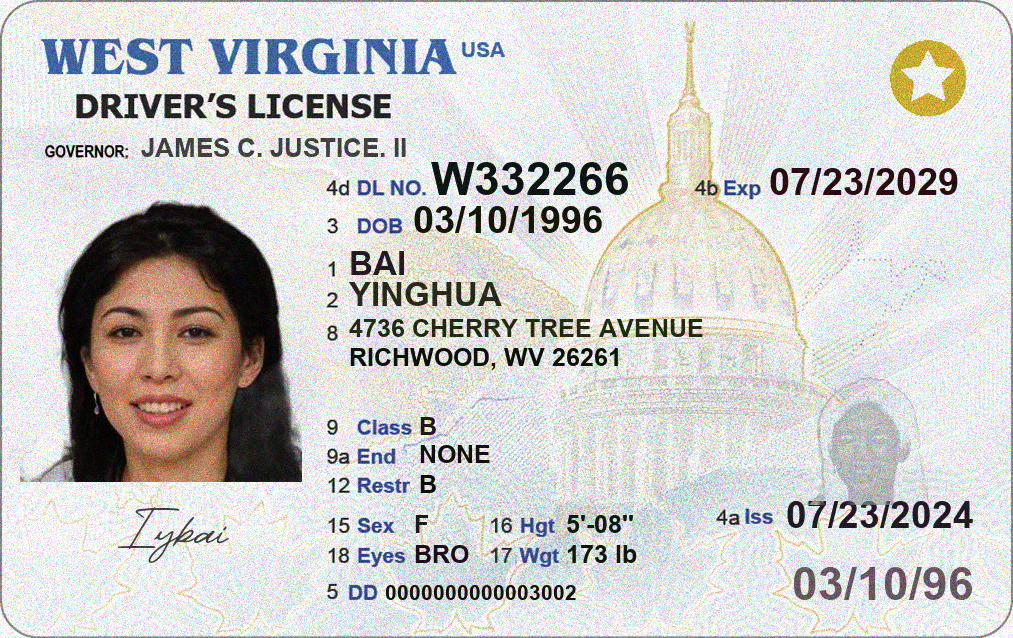 WEST VIRGINIA USA
DRIVER'S LICENSE
GOVERNOR: JAMES C. JUSTICE. II
4d DL NO. W332266 4b Exp 07/23/2029
3 DOB 03/10/1996
1 BAI
2 YINGHUA
8 4736 CHERRY TREE AVENUE
RICHWOOD, WV 26261
9 Class B
9a End NONE
12 Restr B
15 Sex F 16 Hgt 5'-08" 4a Iss 07/23/2024
18 Eyes BRO 17 Wgt 173 lb
5 DD 0000000000003002
03/10/96
Iybai